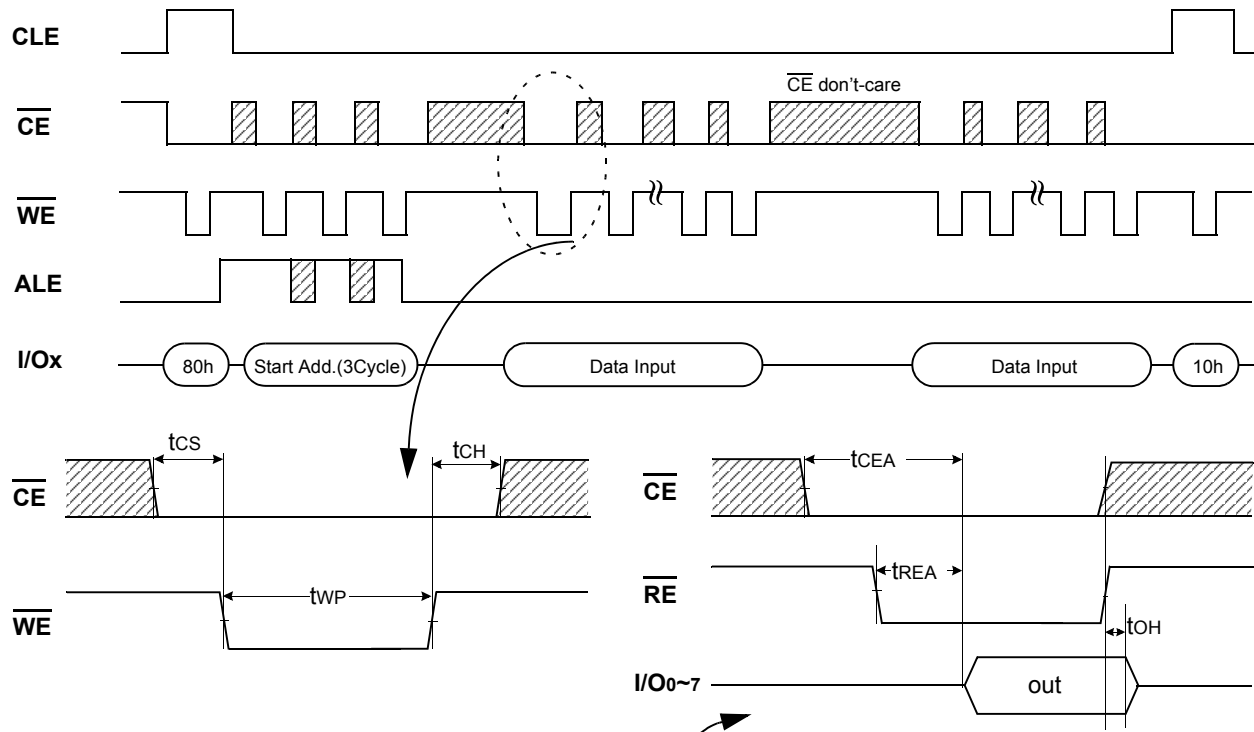 CLE
CE don't-care
CE
WE
ALE
I/Ox
80h
Start Add.(3Cycle)
Data Input
Data Input
10h
tCS
tCH
CE
tWP
WE
tCEA
CE
tREA
RE
tOH
I/O0~7
out